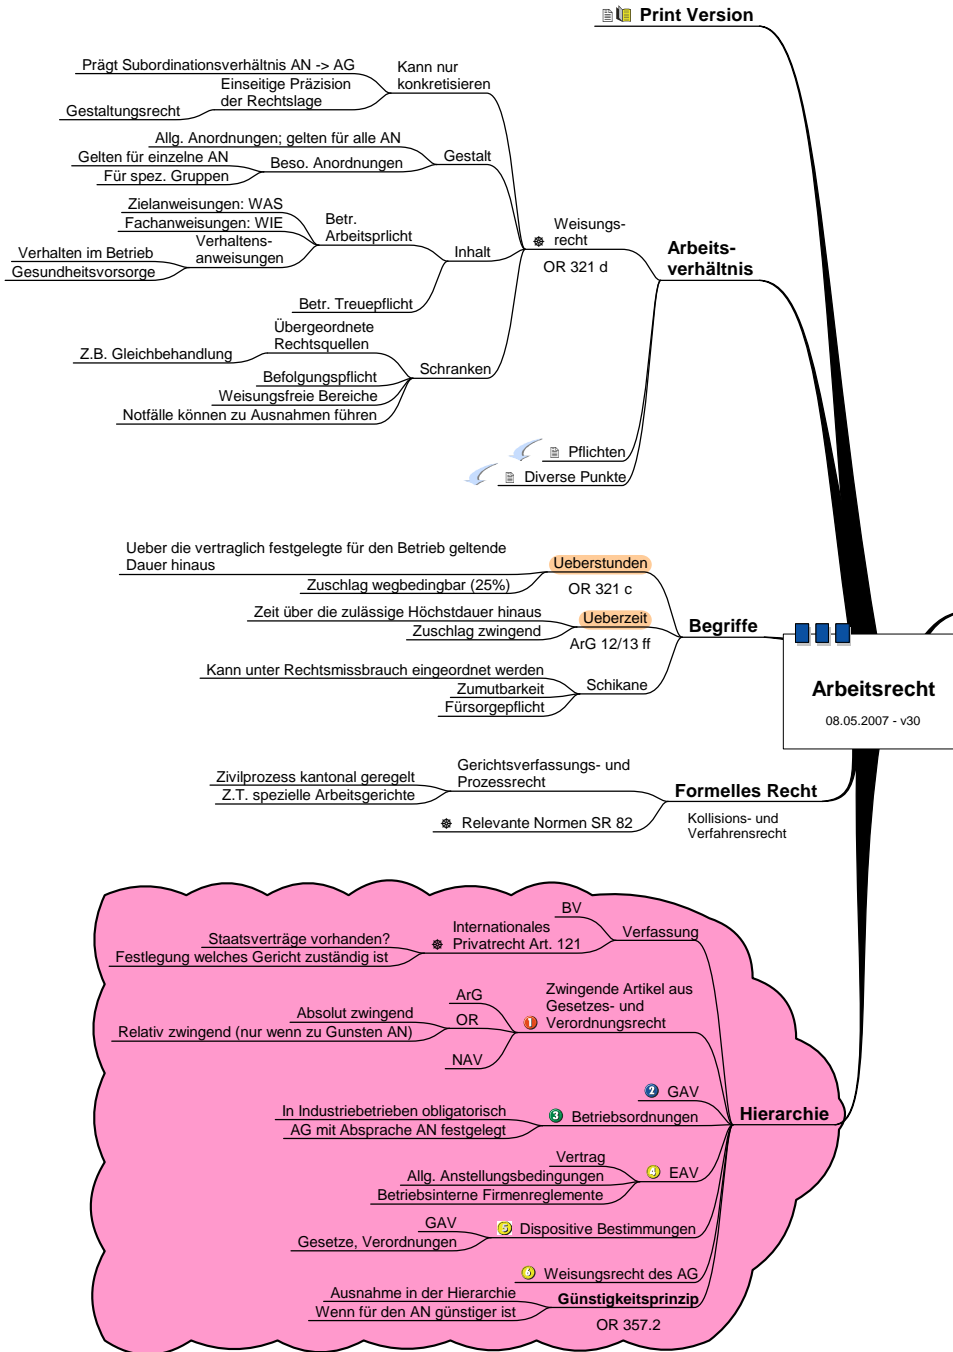 Print Version
Prägt Subordinationsverhältnis AN -> AG
Einseitige Präzision
der Rechtslage
Gestaltungsrecht
Kann nur
konkretisieren
Allg. Anordnungen; gelten für alle AN
Gelten für einzelne AN
Für spez. Gruppen
Beso. Anordnungen
Gestalt
Zielanweisungen: WAS
Fachanweisungen: WIE
Verhalten im Betrieb
Gesundheitsvorsorge
Verhaltens-
anweisungen
Betr.
Arbeitsprlicht
Inhalt
Betr. Treuepflicht
Weisungs-
recht
OR 321 d
Arbeits-
verhältnis
Übergeordnete
Rechtsquellen
Z.B. Gleichbehandlung
Befolgungspflicht
Weisungsfreie Bereiche
Notfälle können zu Ausnahmen führen
Schranken
Pflichten
Diverse Punkte
Ueber die vertraglich festgelegte für den Betrieb geltende
Dauer hinaus
Zuschlag wegbedingbar (25%)
Ueberstunden
OR 321 c
Zeit über die zulässige Höchstdauer hinaus
Zuschlag zwingend
Ueberzeit
ArG 12/13 ff
Begriffe
Kann unter Rechtsmissbrauch eingeordnet werden
Zumutbarkeit
Fürsorgepflicht
Schikane
Arbeitsrecht
08.05.2007 - v30
Gerichtsverfassungs- und
Prozessrecht
Zivilprozess kantonal geregelt
Z.T. spezielle Arbeitsgerichte
Relevante Normen SR 82
Formelles Recht
Kollisions- und
Verfahrensrecht
BV
Internationales
Privatrecht Art. 121
Staatsverträge vorhanden?
Festlegung welches Gericht zuständig ist
Verfassung
ArG
Absolut zwingend
Relativ zwingend (nur wenn zu Gunsten AN)
OR
NAV
1 Zwingende Artikel aus
Gesetzes- und
Verordnungsrecht
2 GAV
In Industriebetrieben obligatorisch
AG mit Absprache AN festgelegt
3 Betriebsordnungen
Hierarchie
Vertrag
Allg. Anstellungsbedingungen
Betriebsinterne Firmenreglemente
4 EAV
GAV
Gesetze, Verordnungen
5 Dispositive Bestimmungen
6 Weisungsrecht des AG
Ausnahme in der Hierarchie
Wenn für den AN günstiger ist
Günstigkeitsprinzip
OR 357.2